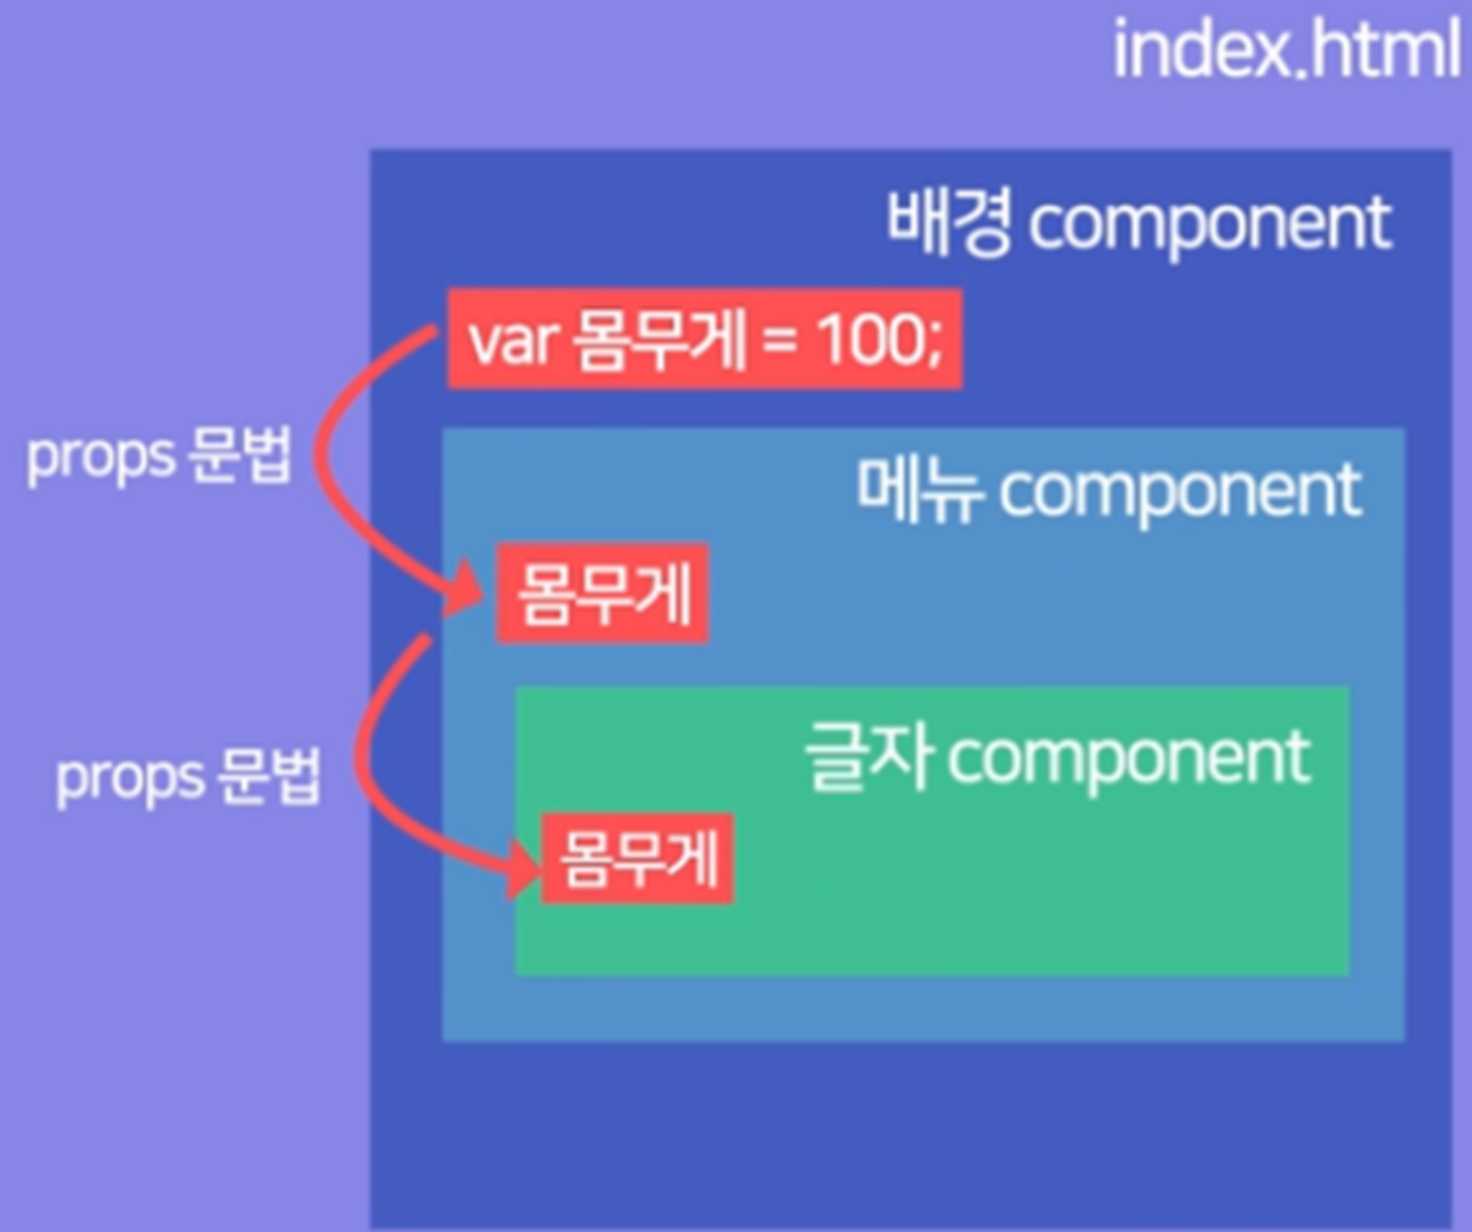 index.html
배경 component
var 몸무게 = 100;
props 문법
메뉴 component
몸무게
글자 component
props 문법
몸무게